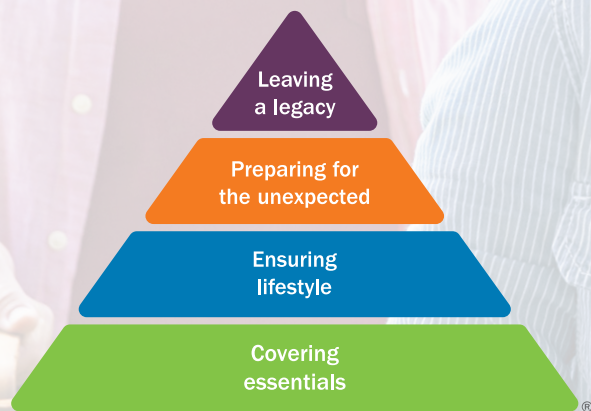 Leaving
a legacy
Preparing for
the unexpected
Ensuring
lifestyle
Covering
essentials
®